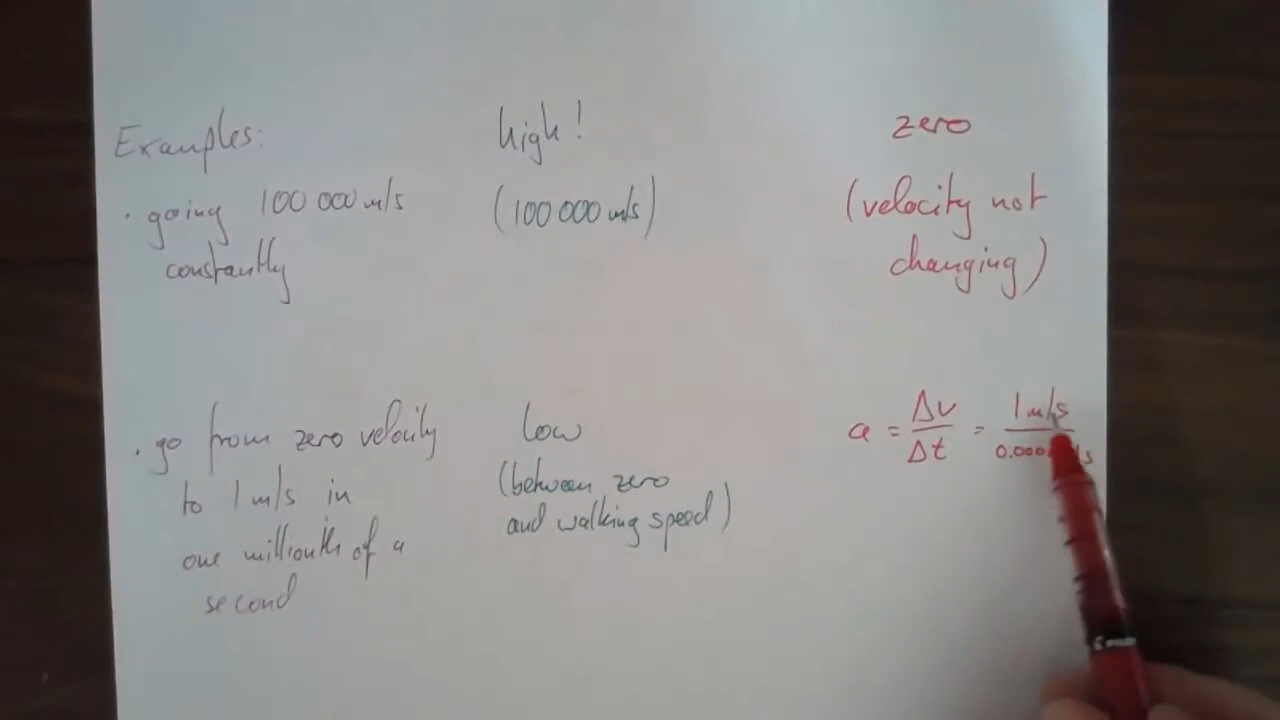 Examples:
high!
zero
· going 100 000 m/s
constantly
(100 000 m/s)
(velocity not
changing)
· go from zero velocity
to 1 m/s in
one millionth of a
second
low
(between zero
and walking speed)
a = Δv/Δt = 1 m/s